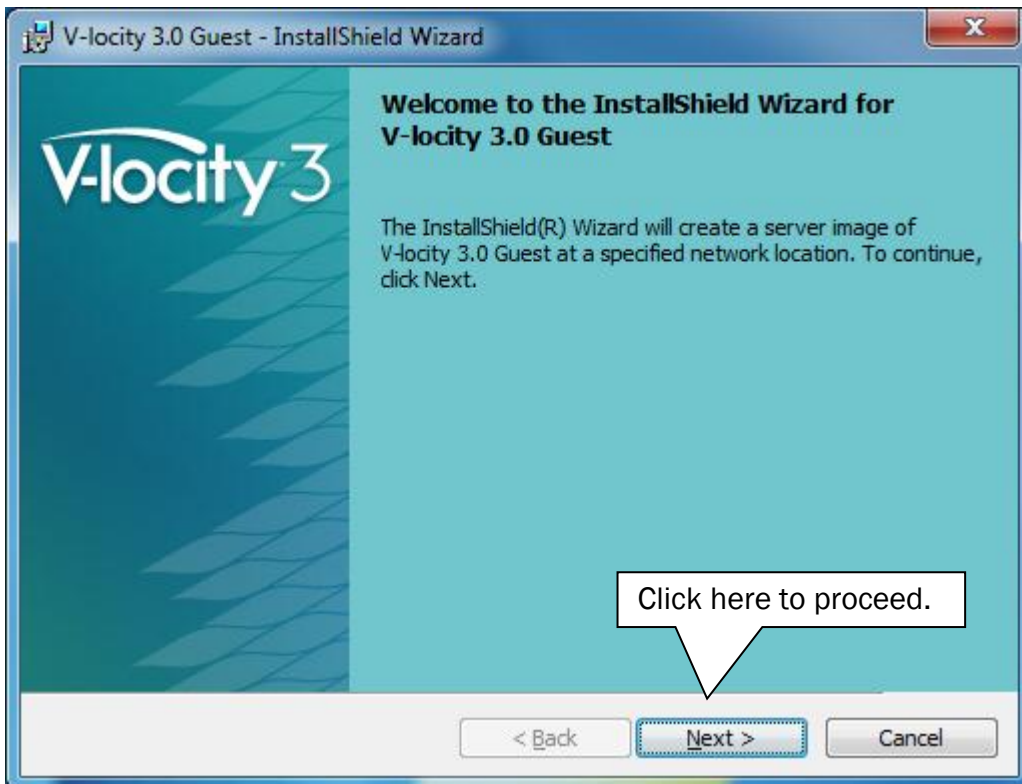 V-locity 3.0 Guest - InstallShield Wizard
Welcome to the InstallShield Wizard for
V-locity 3.0 Guest
V-locity 3
The InstallShield(R) Wizard will create a server image of
V-locity 3.0 Guest at a specified network location. To continue,
click Next.
Click here to proceed.
< Back
Next >
Cancel